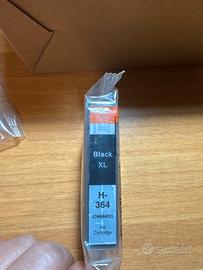 Black
XL
H-
364
(CN684EE)
Ink
Cartridge
Subito.it